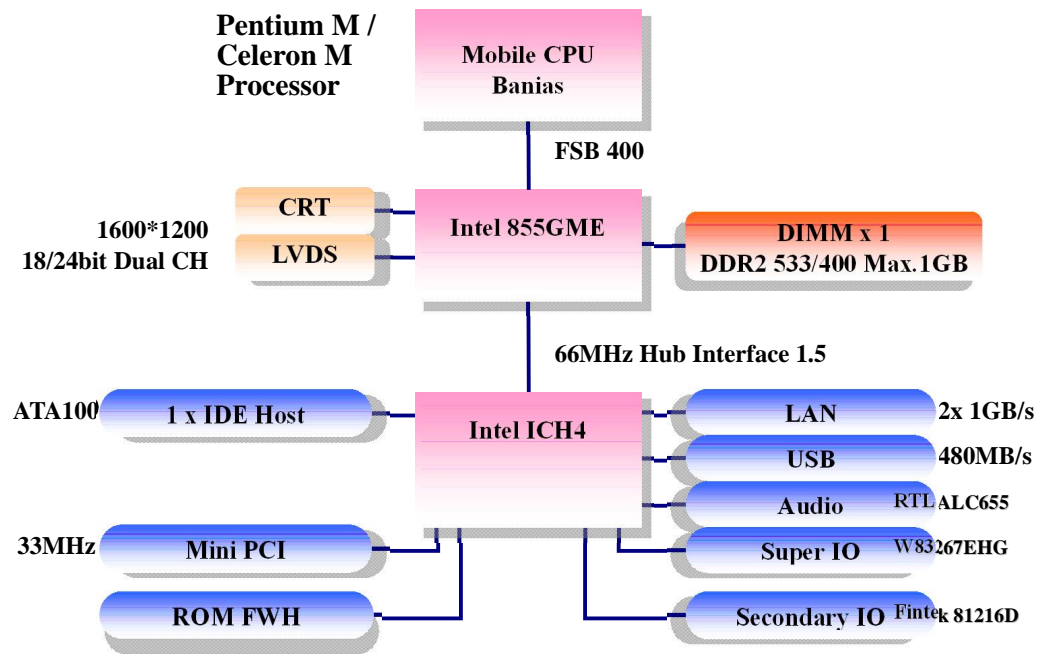 Pentium M /
Celeron M
Processor
Mobile CPU
Banias
FSB 400
CRT
LVDS
1600*1200
18/24bit Dual CH
Intel 855GME
DIMM x 1
DDR2 533/400 Max.1GB
66MHz Hub Interface 1.5
ATA100
1 x IDE Host
Intel ICH4
LAN
2x 1GB/s
USB
480MB/s
Audio
RTL ALC655
33MHz
Mini PCI
Super IO
W83267EHG
ROM FWH
Secondary IO
Fintek 81216D